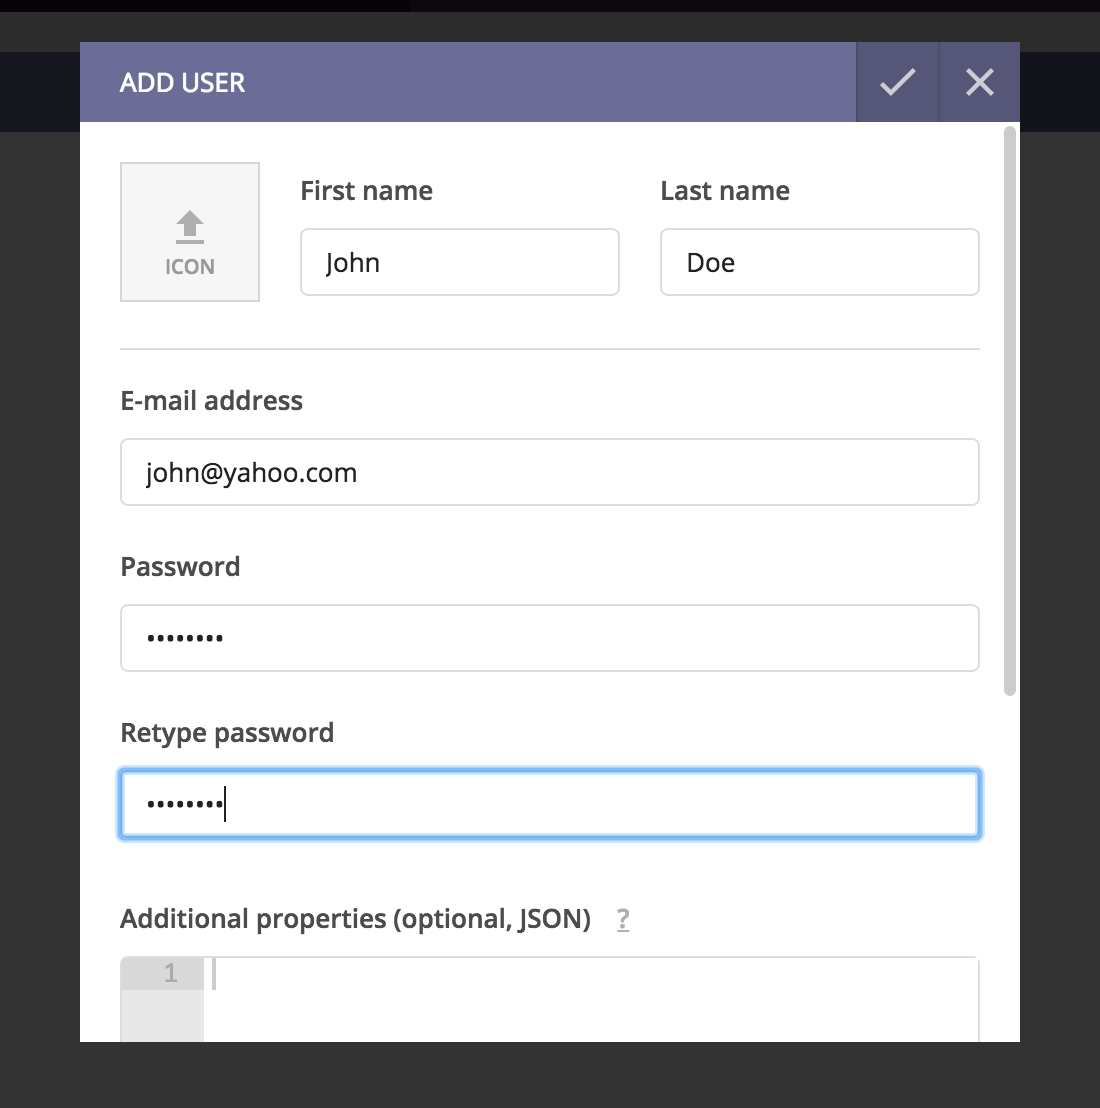 ADD USER
ICON
First name
Last name
John
Doe
E-mail address
john@yahoo.com
Password
••••••••
Retype password
••••••••
Additional properties (optional, JSON) ?
1